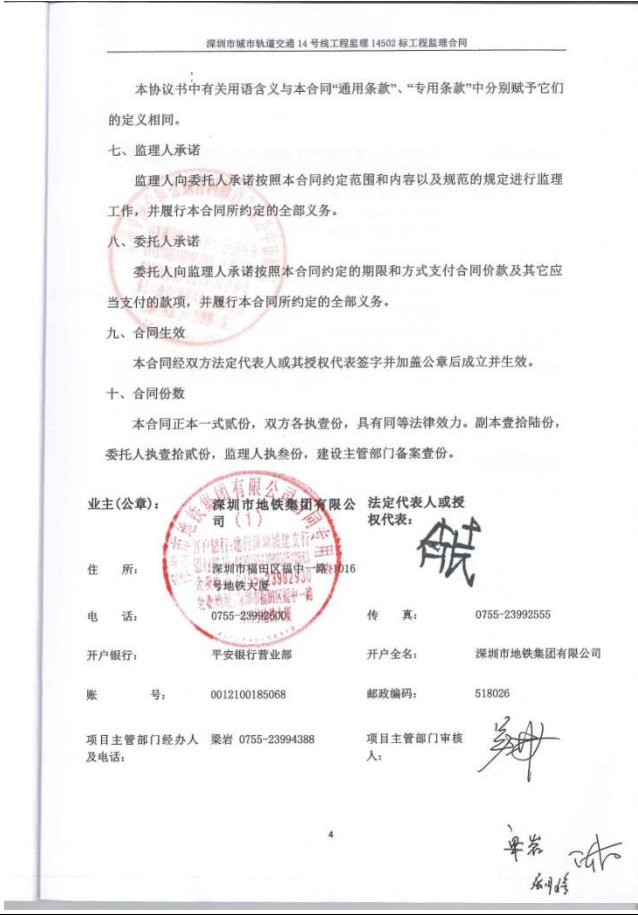 深圳市城市轨道交通 14 号线工程监理 14502 标工程监理合同
本协议书中有关用语含义与本合同“通用条款”、“专用条款”中分别赋予它们
的定义相同。
七、监理人承诺
监理人向委托人承诺按照本合同约定范围和内容以及规范的规定进行监理
工作，并履行本合同所约定的全部义务。
八、委托人承诺
委托人向监理人承诺按照本合同约定的期限和方式支付合同价款及其它应
当支付的款项，并履行本合同所约定的全部义务。
九、合同生效
本合同经双方法定代表人或其授权代表签字并加盖公章后成立并生效。
十、合同份数
本合同正本一式贰份，双方各执壹份，具有同等法律效力。副本壹拾陆份，
委托人执壹拾贰份，监理人执叁份，建设主管部门备案壹份。
业主(公章)： 深圳市地铁集团有限公 法定代表人或授
司 (1) 权代表：
住 所： 深圳市福田区福中一路 1016
号地铁大厦
电 话： 0755-23992600 传 真： 0755-23992555
开户银行： 平安银行营业部 开户全名： 深圳市地铁集团有限公司
账 号： 0012100185068 邮政编码： 518026
项目主管部门经办人 梁岩 0755-23994388 项目主管部门审核
及电话： 人：
4